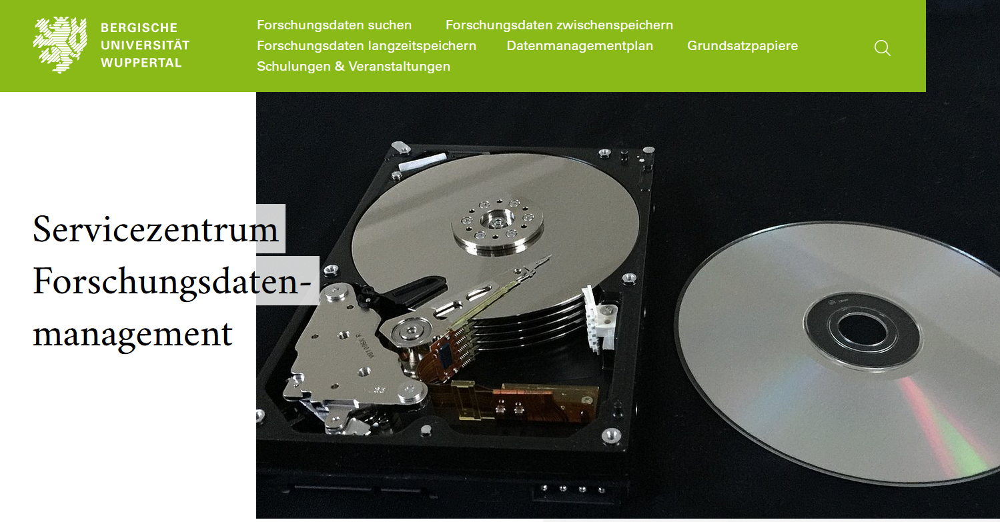 BERGISCHE
UNIVERSITÄT
WUPPERTAL
Forschungsdaten suchen Forschungsdaten zwischenspeichern
Forschungsdaten langzeitspeichern Datenmanagementplan Grundsatzpapiere
Schulungen & Veranstaltungen
Servicezentrum
Forschungsdaten-
management